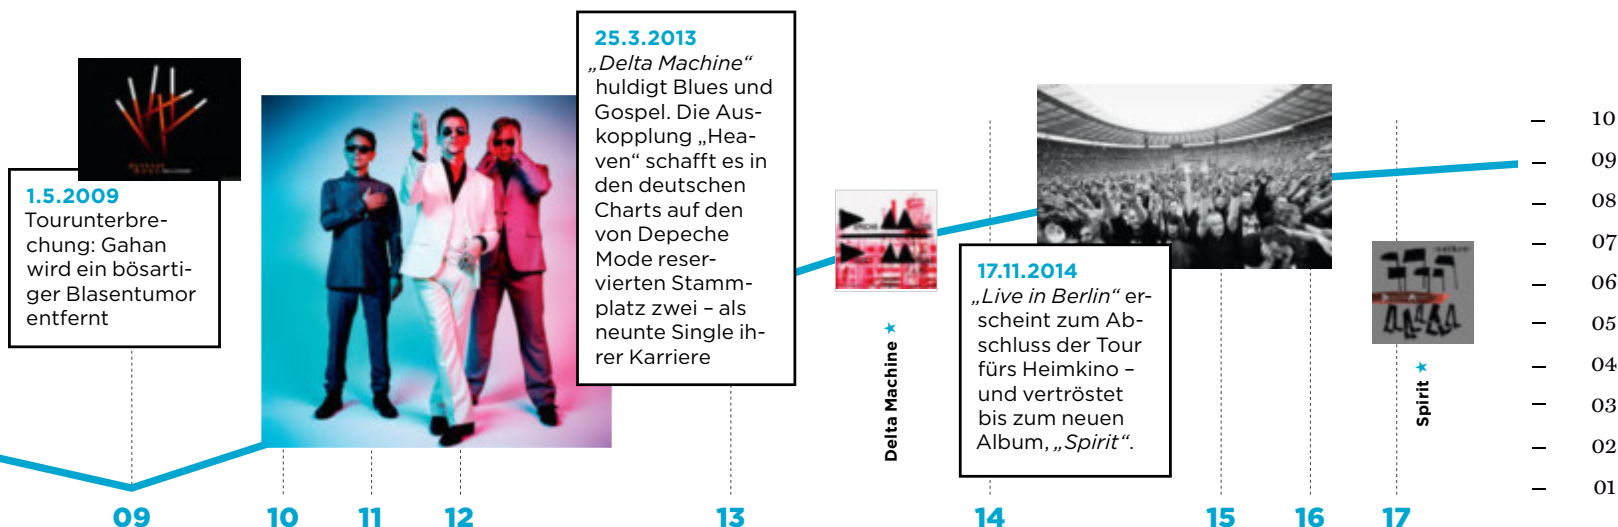 1.5.2009
Tourunterbre-
chung: Gahan
wird ein bösarti-
ger Blasentumor
entfernt
25.3.2013
„Delta Machine“
huldigt Blues und
Gospel. Die Aus-
kopplung „Hea-
ven“ schafft es in
den deutschen
Charts auf den
von Depeche
Mode reser-
vierten Stamm-
platz zwei – als
neunte Single ih-
rer Karriere
Delta Machine ★
17.11.2014
„Live in Berlin“ er-
scheint zum Ab-
schluss der Tour
fürs Heimkino –
und vertröstet
bis zum neuen
Album, „Spirit“.
Spirit ★
10
09
08
07
06
05
04
03
02
01
09 10 11 12 13 14 15 16 17